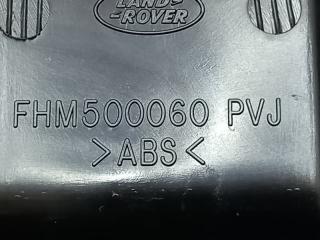 LAND-
-ROVER
FHM500060 PVJ
>ABS<